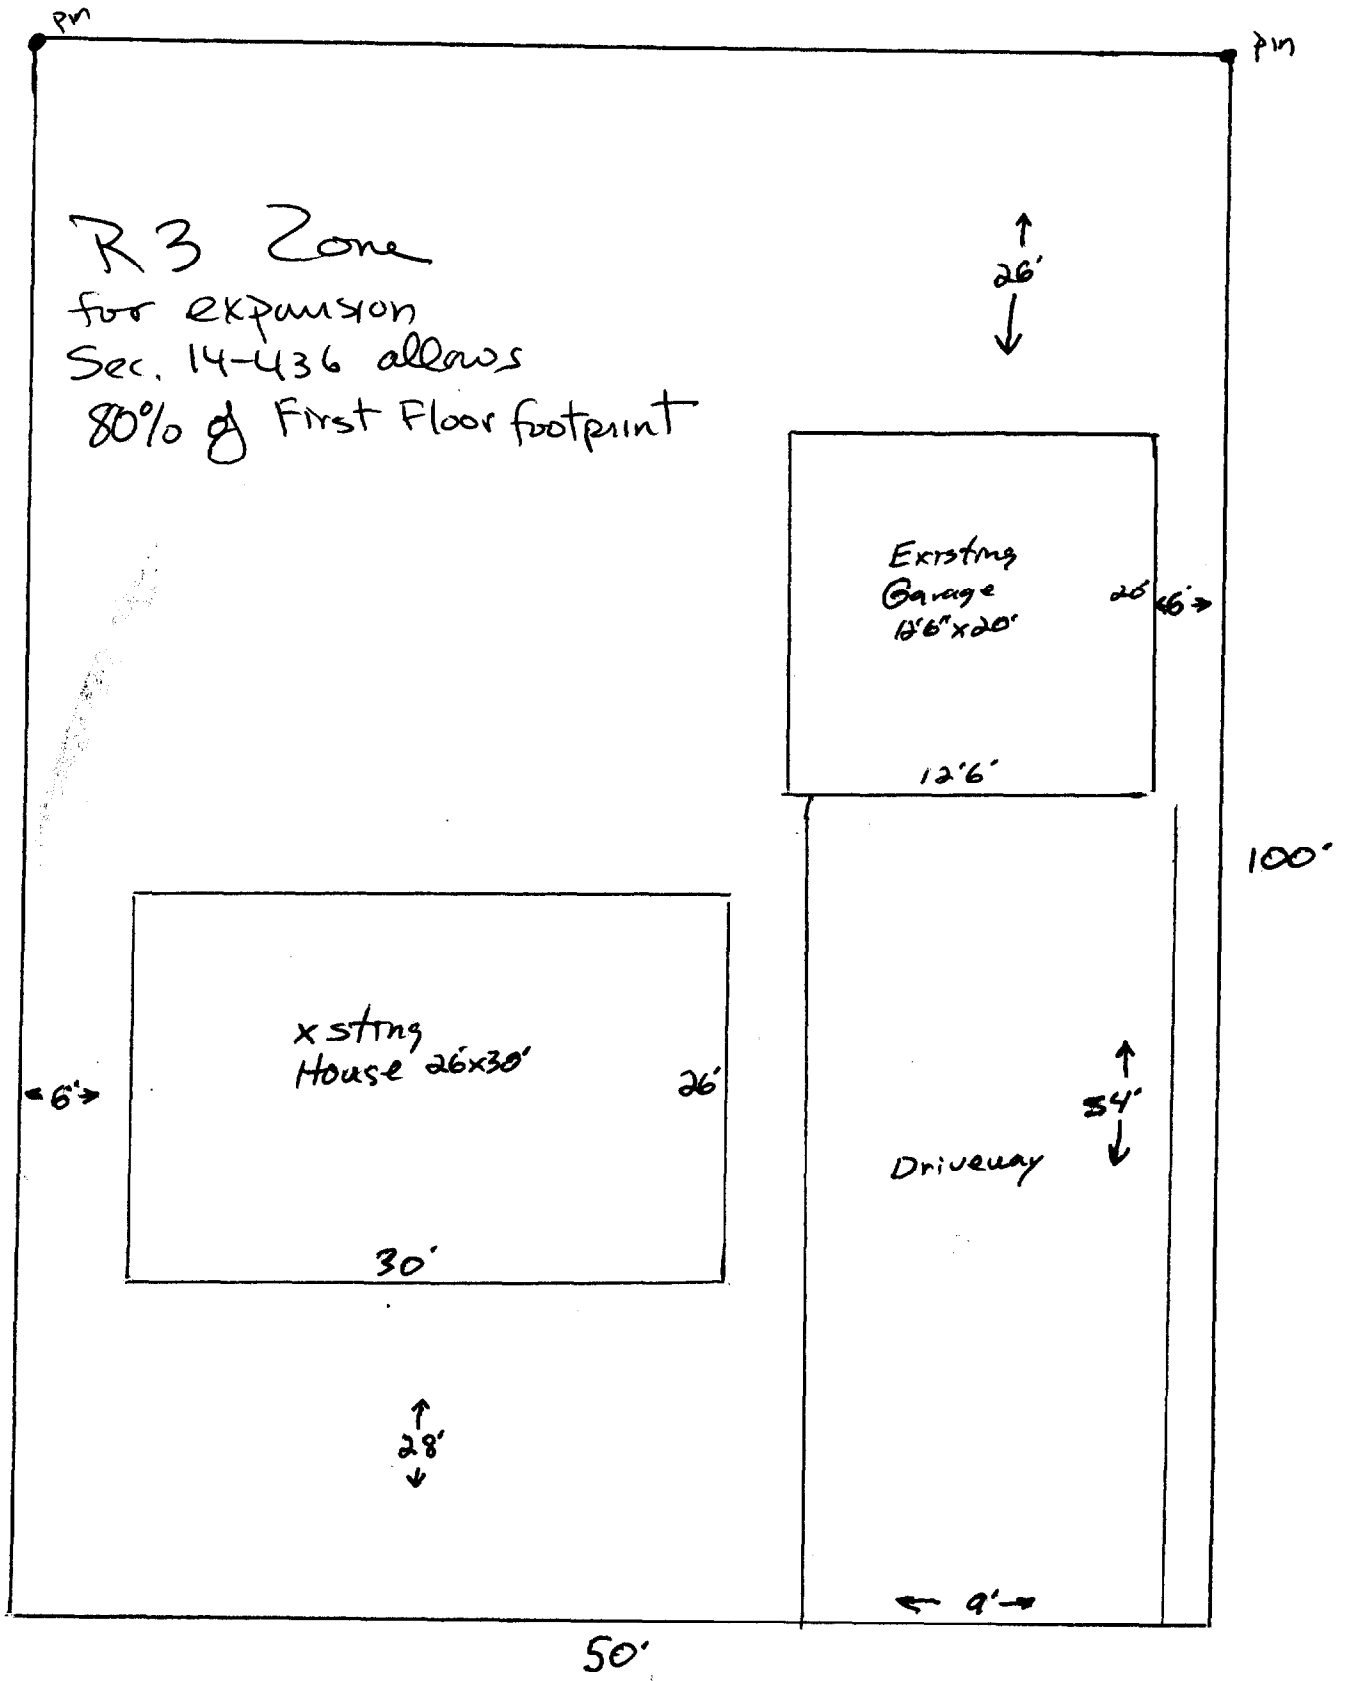 pin
pin
R3 Zone
for expansion
Sec. 14-436 allows
80% of First Floor footprint
26'
Existing
Garage
12'6"x20'
20'
6'
12'6"
100'
xsting
House 26x30'
26'
6'
30'
54'
Driveway
28'
9'
50'